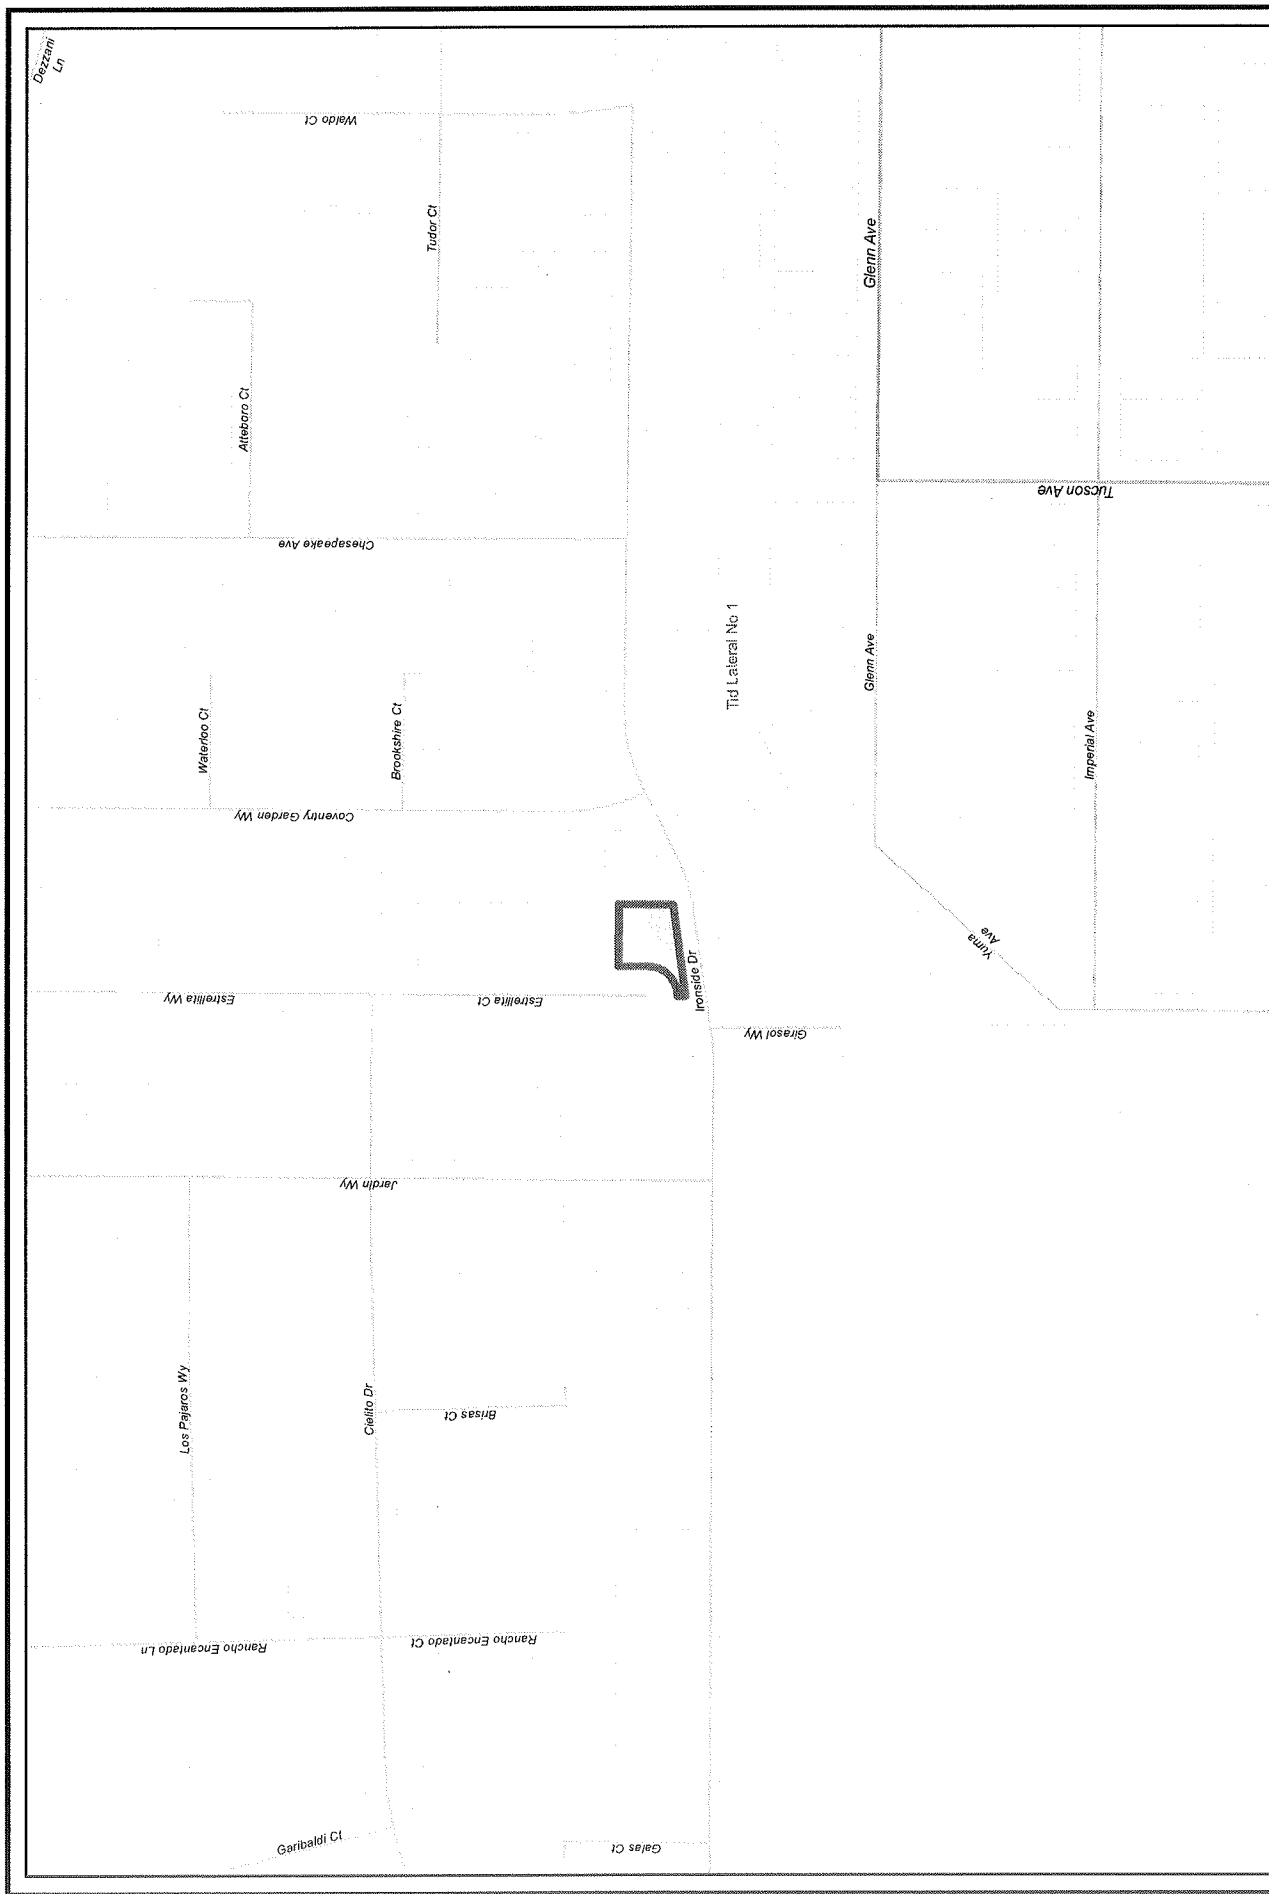 Dezzani
Ln
Waldo Ct
Tudor Ct
Glenn Ave
Atteboro Ct
Tucson Ave
Chesapeake Ave
Tid Lateral No 1
Glenn Ave
Waterloo Ct
Brookshire Ct
Imperial Ave
Coventry Garden Wy
Yuma
Ave
Estrellita Wy
Estrellita Ct
Ironside Dr
Girasol Wy
Jardin Wy
Los Pajaros Wy
Cielito Dr
Brisas Ct
Rancho Encantado Ln
Rancho Encantado Ct
Garibaldi Ct
Galas Ct